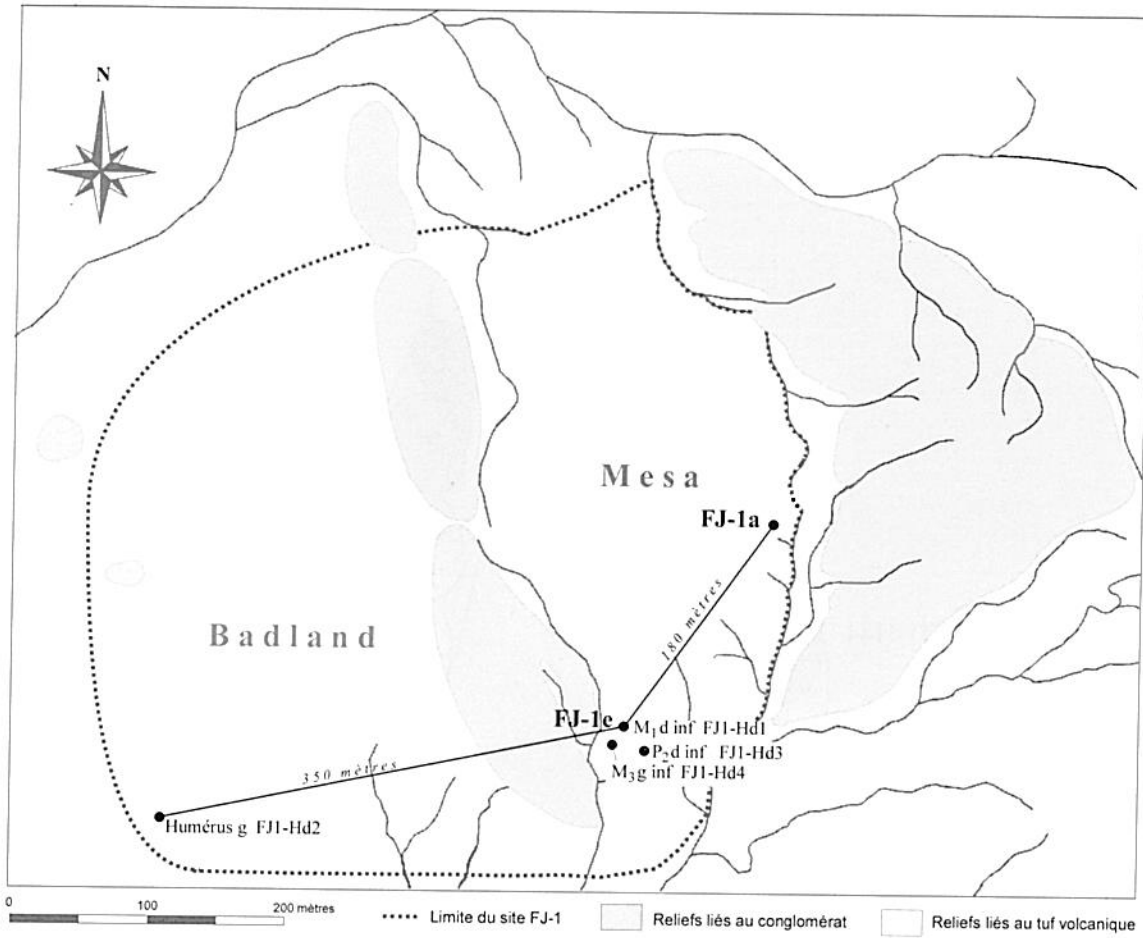 N
Mesa
FJ-1a
180 mètres
Badland
FJ-1e
M₁d inf FJ1-Hd1
P₂d inf FJ1-Hd3
M₃g inf FJ1-Hd4
350 mètres
Humérus g FJ1-Hd2
0 100 200 mètres
Limite du site FJ-1
Reliefs liés au conglomérat
Reliefs liés au tuf volcanique